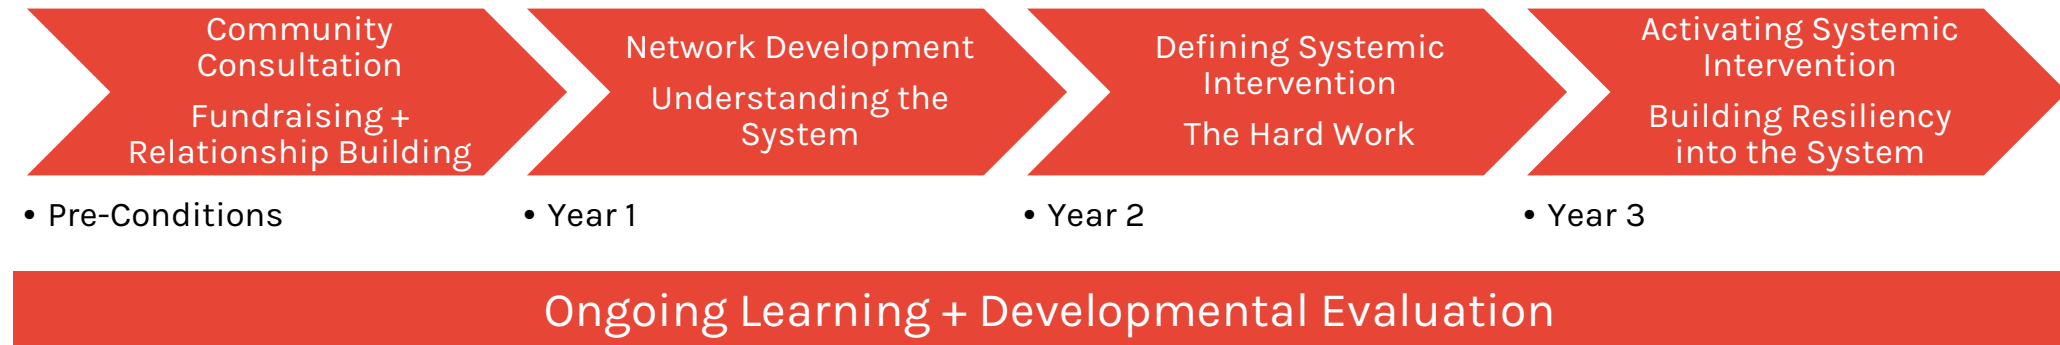 Community
Consultation
Fundraising +
Relationship Building
Network Development
Understanding the
System
Defining Systemic
Intervention
The Hard Work
Activating Systemic
Intervention
Building Resiliency
into the System
• Pre-Conditions
• Year 1
• Year 2
• Year 3
Ongoing Learning + Developmental Evaluation